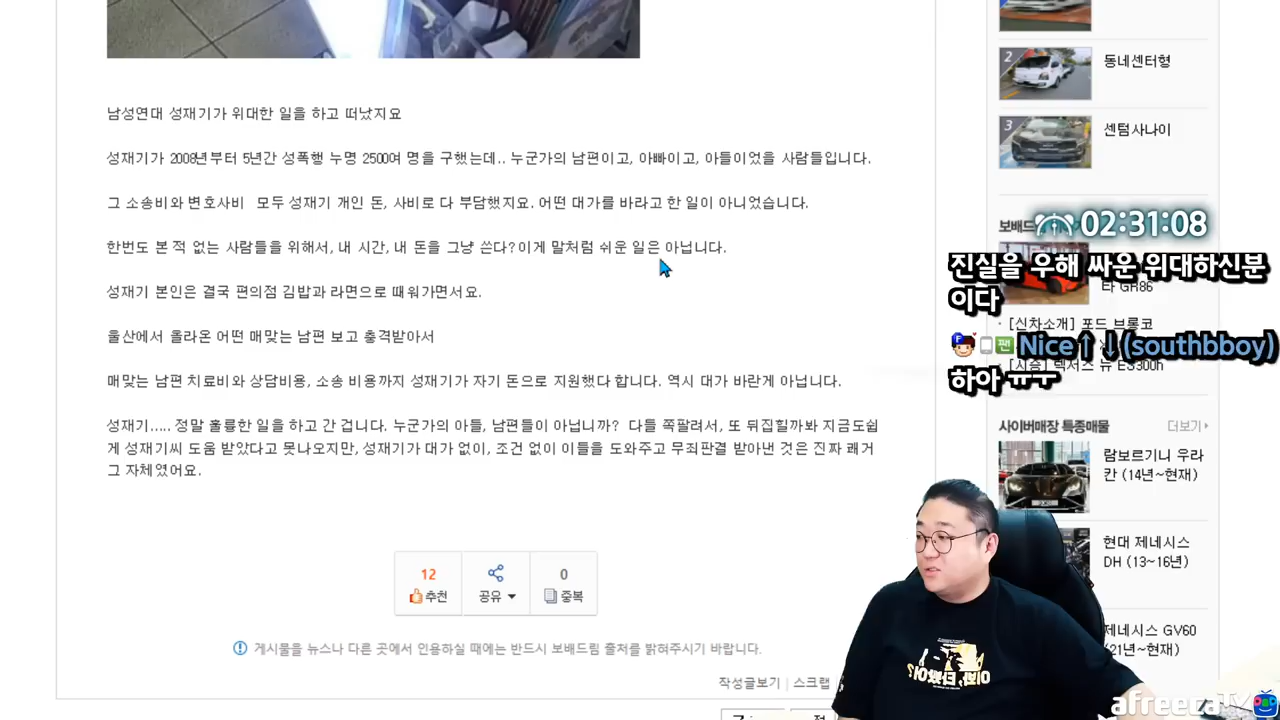 남성연대 성재기가 위대한 일을 하고 떠났지요
성재기가 2008년부터 5년간 성폭행 누명 2500여 명을 구했는데.. 누군가의 남편이고, 아빠이고, 아들이었을 사람들입니다.
그 소송비와 변호사비 모두 성재기 개인 돈, 사비로 다 부담했지요. 어떤 대가를 바라고 한 일이 아니었습니다.
한번도 본 적 없는 사람들을 위해서, 내 시간, 내 돈을 그냥 쓴다? 이게 말처럼 쉬운 일은 아닙니다.
성재기 본인은 결국 편의점 김밥과 라면으로 때워가면서요.
울산에서 올라온 어떤 매맞는 남편 보고 충격받아서
매맞는 남편 치료비와 상담비용, 소송 비용까지 성재기가 자기 돈으로 지원했다 합니다. 역시 대가 바란게 아닙니다.
성재기..... 정말 훌륭한 일을 하고 간 겁니다. 누군가의 아들, 남편들이 아닙니까? 다들 쪽팔려서, 또 뒤집힐까봐 지금도쉽
게 성재기씨 도움 받았다고 못나오지만, 성재기가 대가 없이, 조건 없이 이들을 도와주고 무죄판결 받아낸 것은 진짜 쾌거
그 자체였어요.
12
추천
공유
0
중복
게시물을 뉴스나 다른 곳에서 인용하실 때에는 반드시 보배드림 출처를 밝혀주시기 바랍니다.
작성글보기 | 스크랩
2
동네센터형
3
센텀사나이
보배드
02:31:08
진실을 우해 싸운 위대하신분
이다
타 GR86
[신차소개] 포드 브롱코
팬 Nice↑↓(southbboy)
[시승] 렉서스 뉴 ES300h
하아 ㅠㅜ
사이버매장 특종매물
더보기
람보르기니 우라
칸 (14년~현재)
현대 제네시스
DH (13~16년)
제네시스 GV60
(21년~현재)
이봐, 타봤어?
afreecaTV